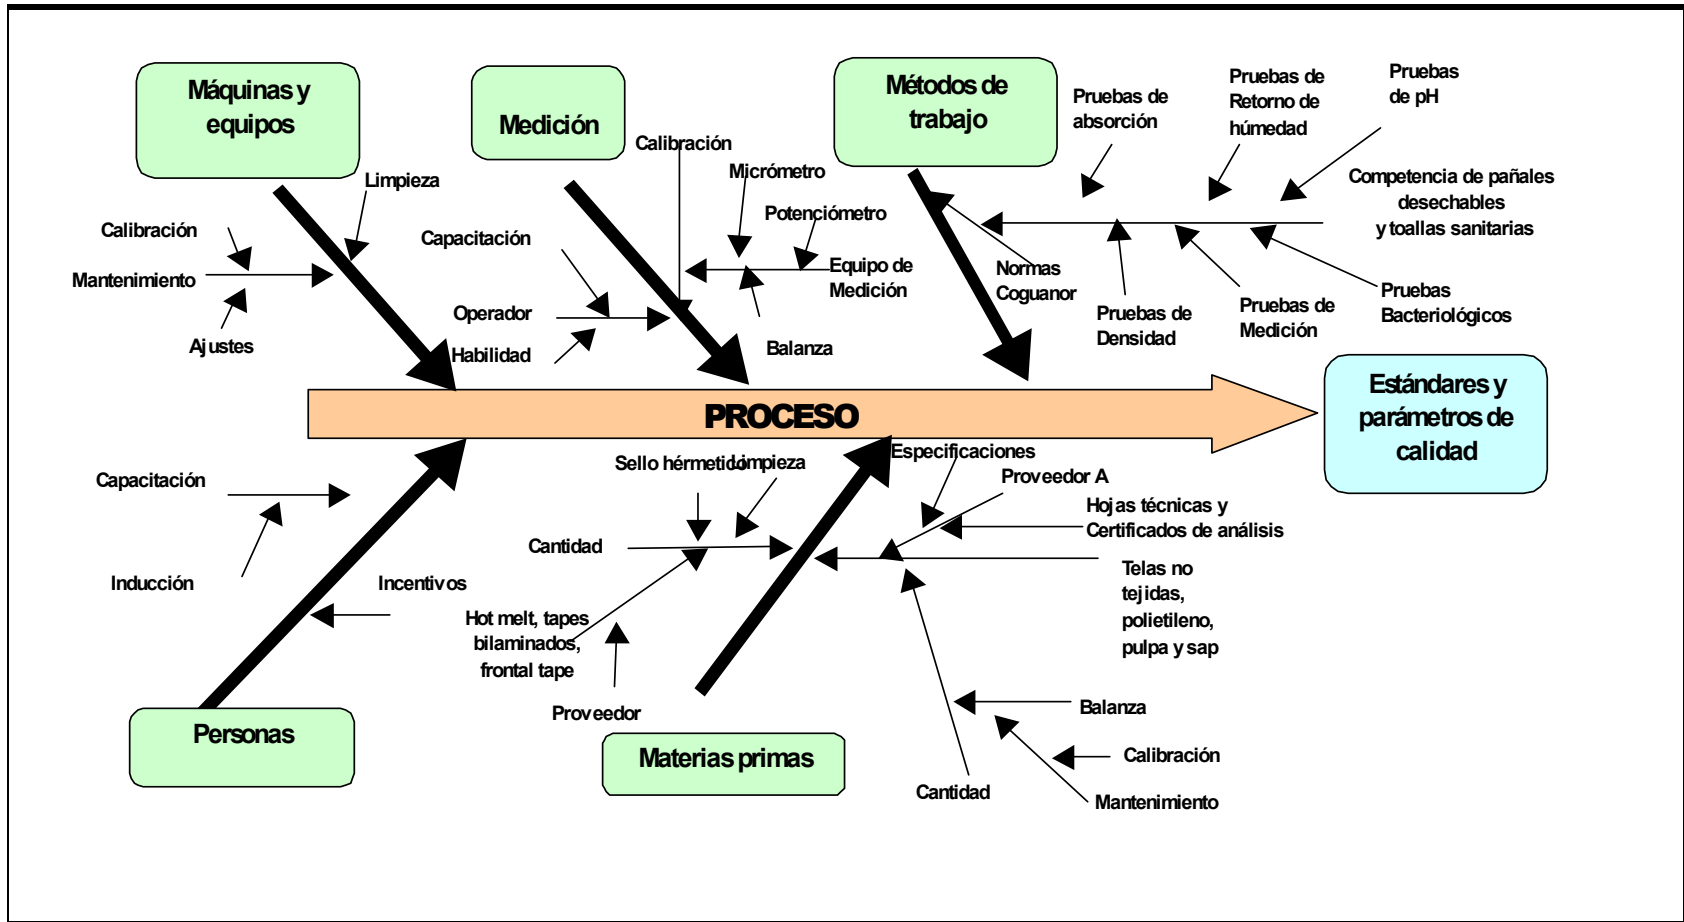 Máquinas y
equipos
Medición
Métodos de
trabajo
Pruebas de
absorción
Pruebas de
Retorno de
húmedad
Pruebas
de pH
Calibración
Limpieza
Micrómetro
Competencia de pañales
desechables
y toallas sanitarias
Calibración
Capacitación
Potenciómetro
Mantenimiento
Equipo de
Medición
Normas
Coguanor
Operador
Pruebas de
Densidad
Pruebas de
Medición
Pruebas
Bacteriológicos
Ajustes
Habilidad
Balanza
PROCESO
Estándares y
parámetros de
calidad
Sello hérmetico
Limpieza
Especificaciones
Capacitación
Proveedor A
Hojas técnicas y
Certificados de análisis
Cantidad
Inducción
Incentivos
Telas no
tejidas,
polietileno,
pulpa y sap
Hot melt, tapes
bilaminados,
frontal tape
Proveedor
Personas
Materias primas
Balanza
Calibración
Cantidad
Mantenimiento